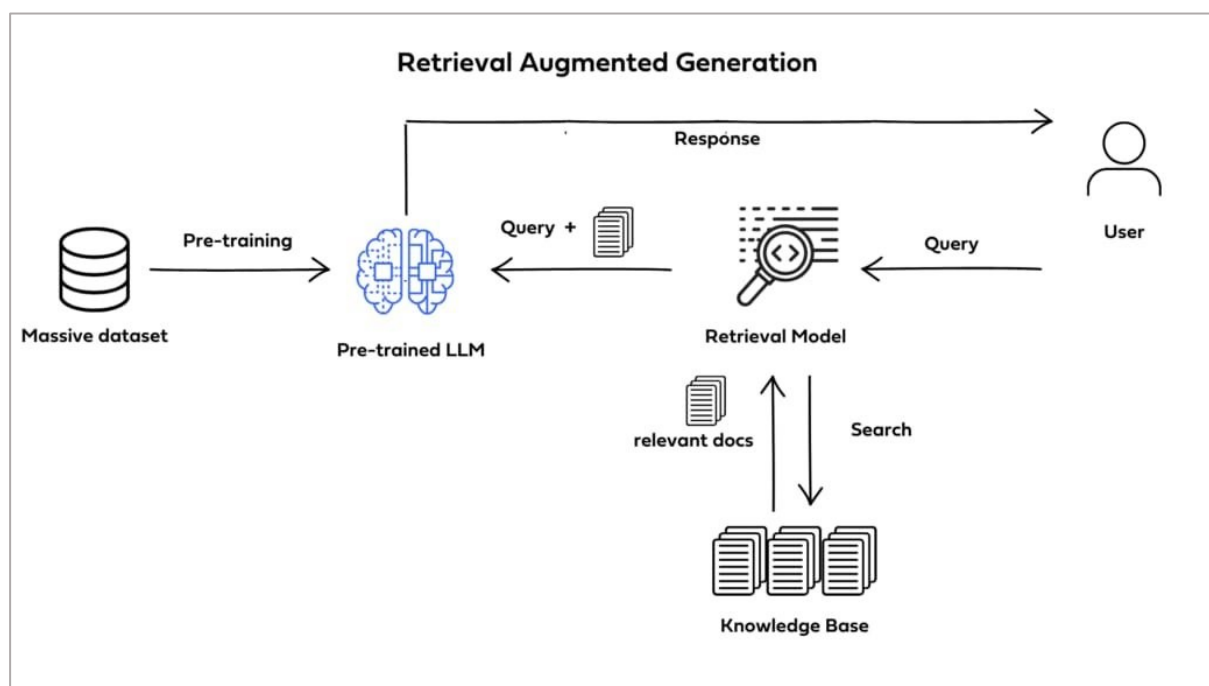 Retrieval Augmented Generation
Response
User
Pre-training
Query +
Query
Massive dataset
Pre-trained LLM
Retrieval Model
relevant docs
Search
Knowledge Base